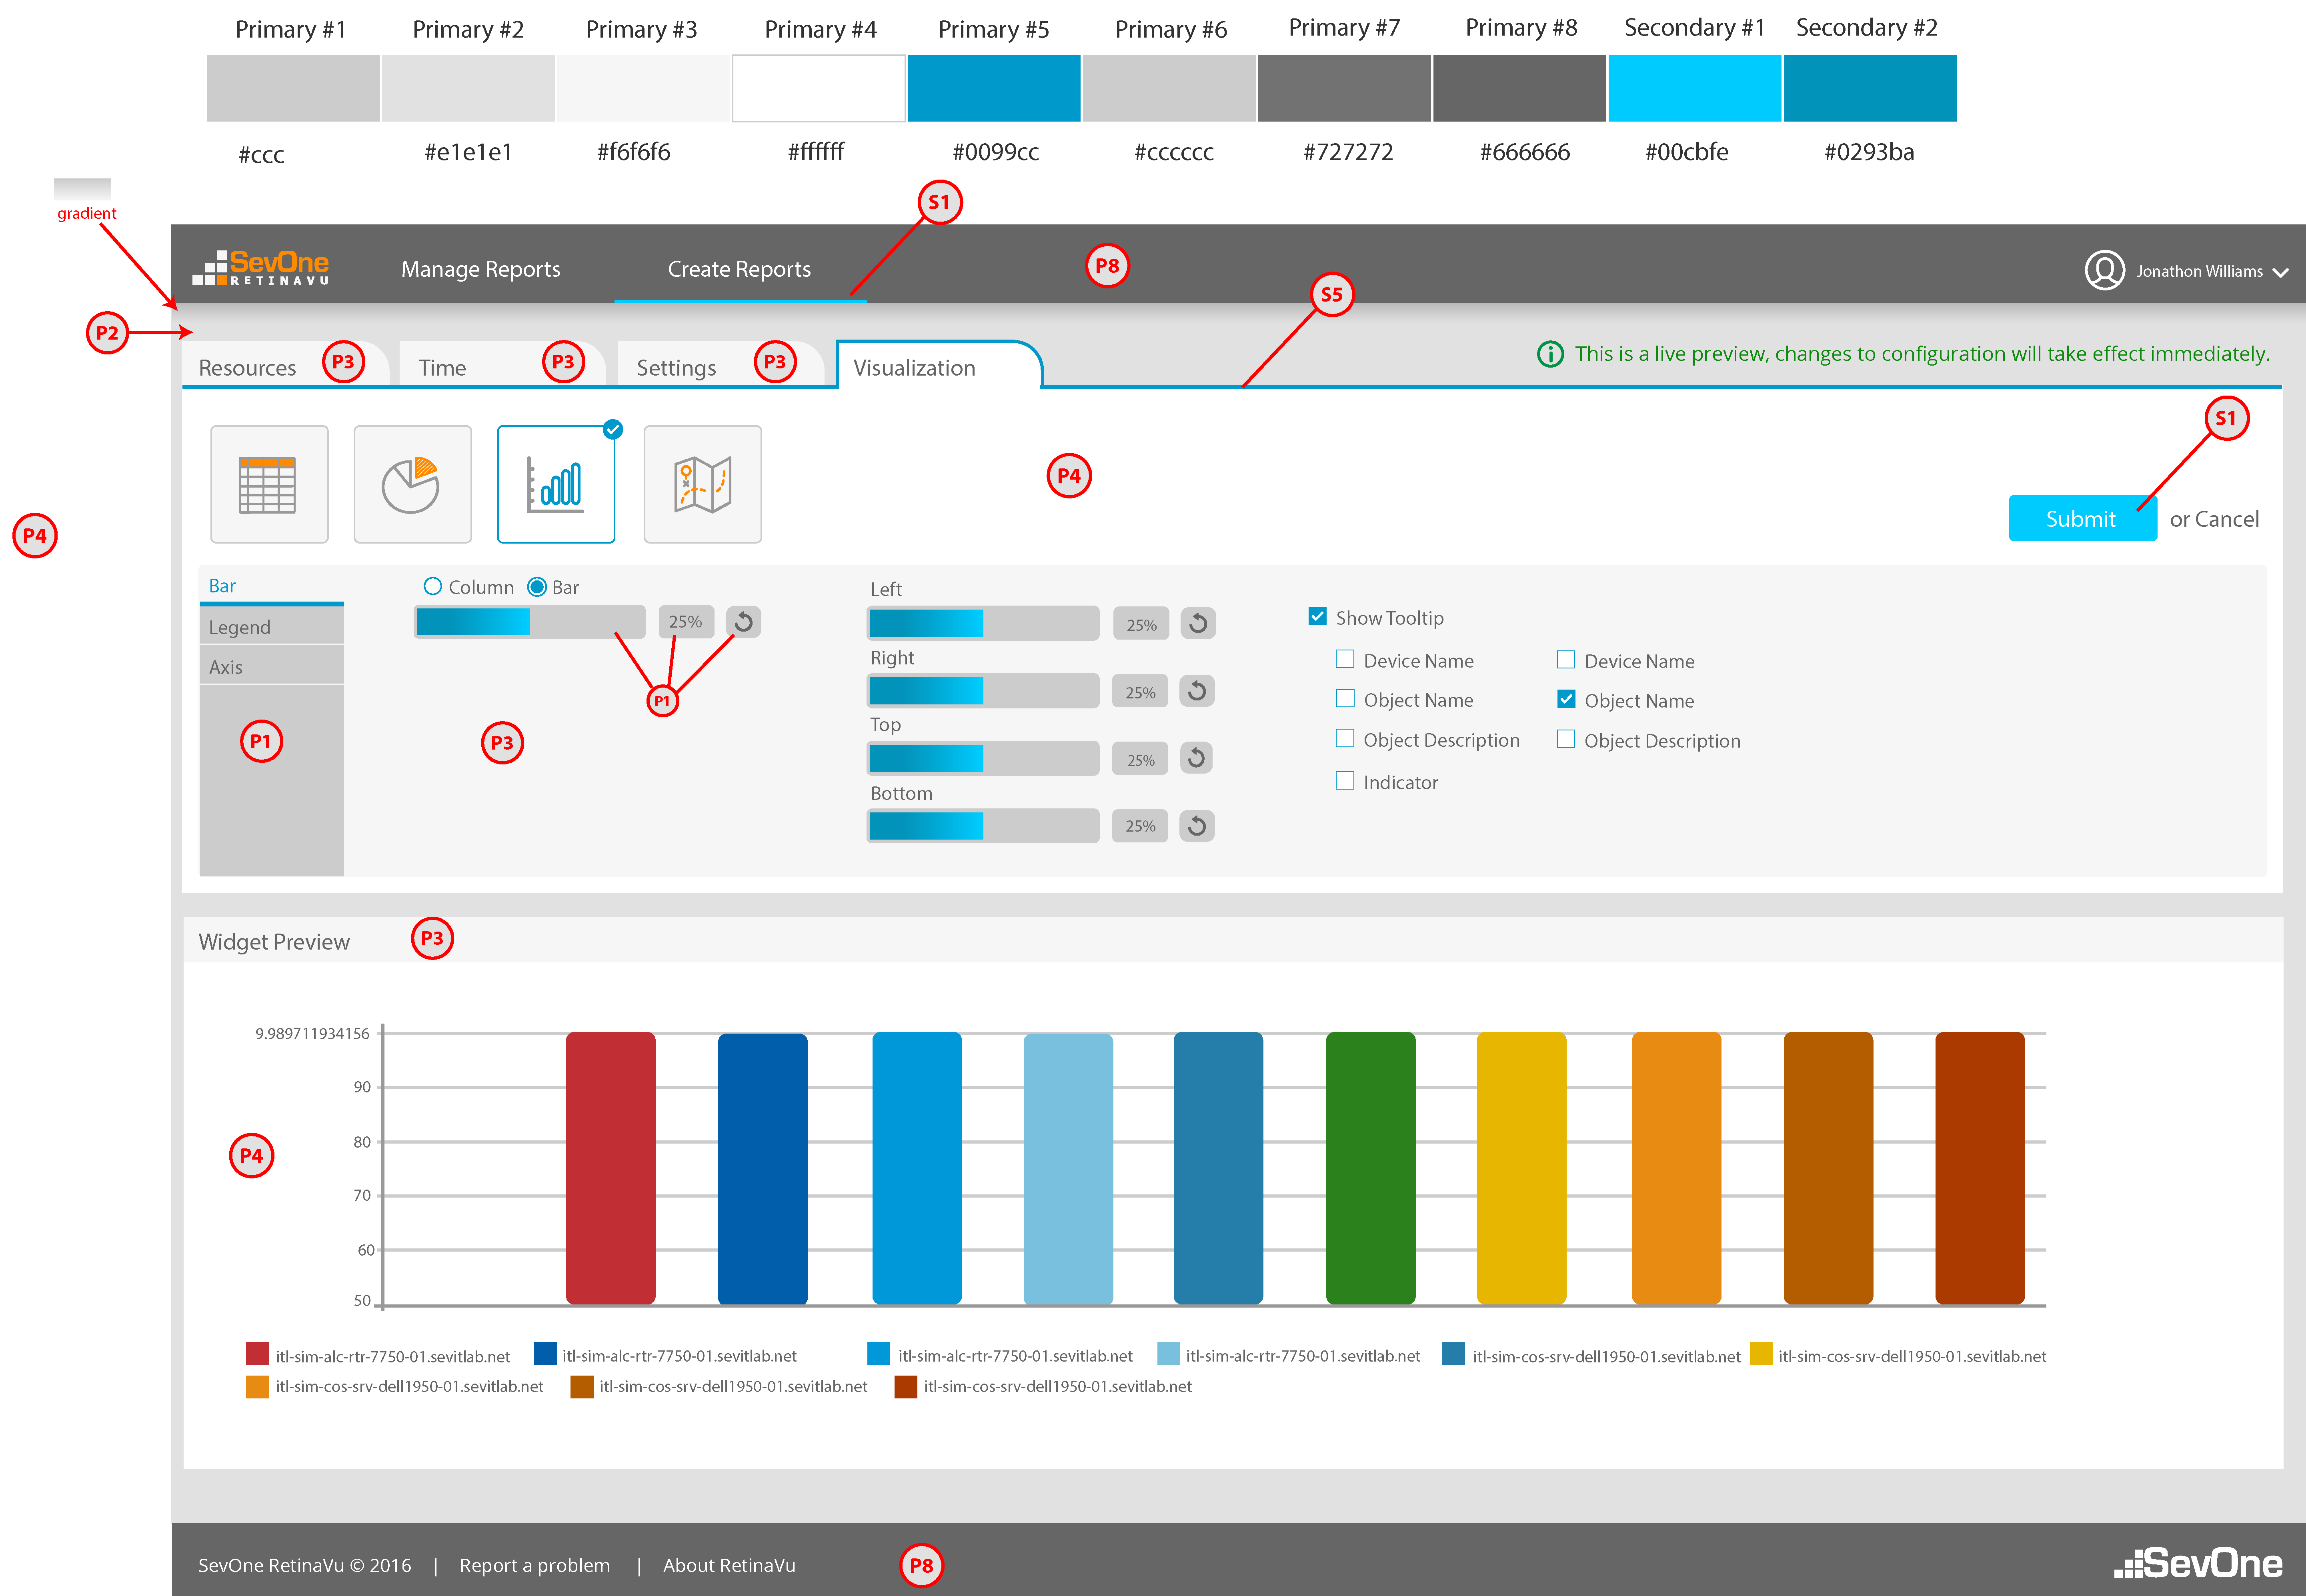 Primary #1 Primary #2 Primary #3 Primary #4 Primary #5 Primary #6 Primary #7 Primary #8 Secondary #1 Secondary #2
#ccc #e1e1e1 #f6f6f6 #ffffff #0099cc #cccccc #727272 #666666 #00cbfe #0293ba
gradient
S1
SevOne
RETINAVU
Manage Reports Create Reports P8 Jonathon Williams
S5
P2
Resources P3 Time P3 Settings P3 Visualization This is a live preview, changes to configuration will take effect immediately.
S1
P4
P4
Submit or Cancel
Bar
Legend
Axis
P1
Column Bar
25%
P1
P3
Left
25%
Right
25%
Top
25%
Bottom
25%
Show Tooltip
Device Name Device Name
Object Name Object Name
Object Description Object Description
Indicator
Widget Preview P3
9.989711934156
90
80
P4
70
60
50
itl-sim-alc-rtr-7750-01.sevitlab.net itl-sim-alc-rtr-7750-01.sevitlab.net itl-sim-alc-rtr-7750-01.sevitlab.net itl-sim-alc-rtr-7750-01.sevitlab.net itl-sim-cos-srv-dell1950-01.sevitlab.net itl-sim-cos-srv-dell1950-01.sevitlab.net
itl-sim-cos-srv-dell1950-01.sevitlab.net itl-sim-cos-srv-dell1950-01.sevitlab.net itl-sim-cos-srv-dell1950-01.sevitlab.net
SevOne RetinaVu © 2016 | Report a problem | About RetinaVu P8 SevOne